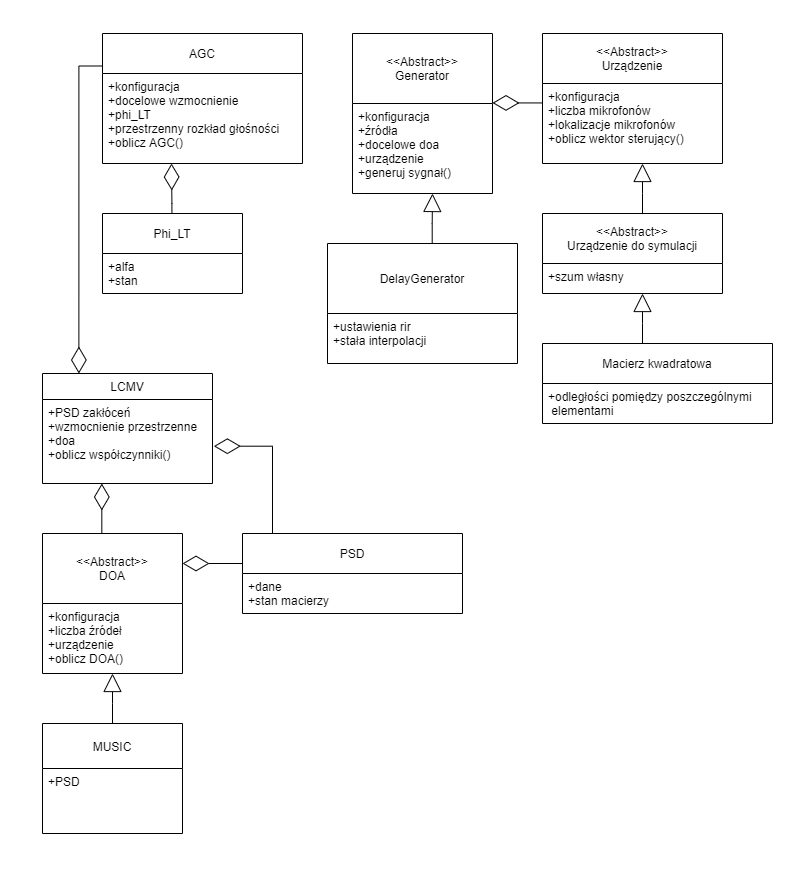 AGC
+konfiguracja
+docelowe wzmocnienie
+phi_LT
+przestrzenny rozkład głośności
+oblicz AGC()
<<Abstract>>
Generator
+konfiguracja
+źródła
+docelowe doa
+urządzenie
+generuj sygnał()
<<Abstract>>
Urządzenie
+konfiguracja
+liczba mikrofonów
+lokalizacje mikrofonów
+oblicz wektor sterujący()
Phi_LT
+alfa
+stan
DelayGenerator
+ustawienia rir
+stała interpolacji
<<Abstract>>
Urządzenie do symulacji
+szum własny
Macierz kwadratowa
+odległości pomiędzy poszczególnymi
elementami
LCMV
+PSD zakłóceń
+wzmocnienie przestrzenne
+doa
+oblicz współczynniki()
<<Abstract>>
DOA
+konfiguracja
+liczba źródeł
+urządzenie
+oblicz DOA()
PSD
+dane
+stan macierzy
MUSIC
+PSD